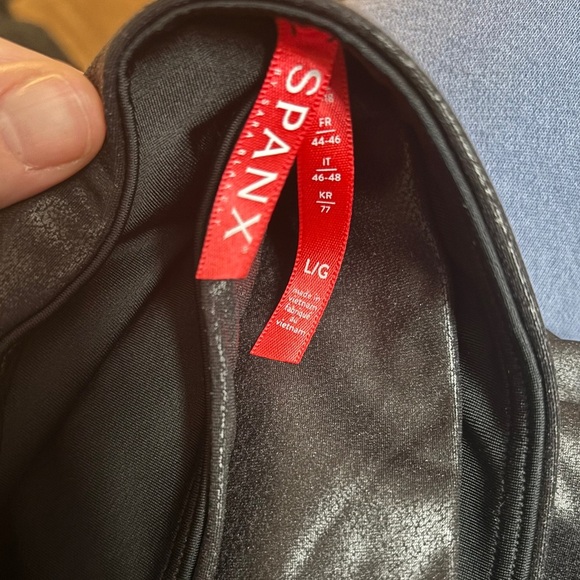 SPANX
FR
44-46
IT
46-48
KR
77
L/G
made in
vietnam
fabriqué
au
vietnam